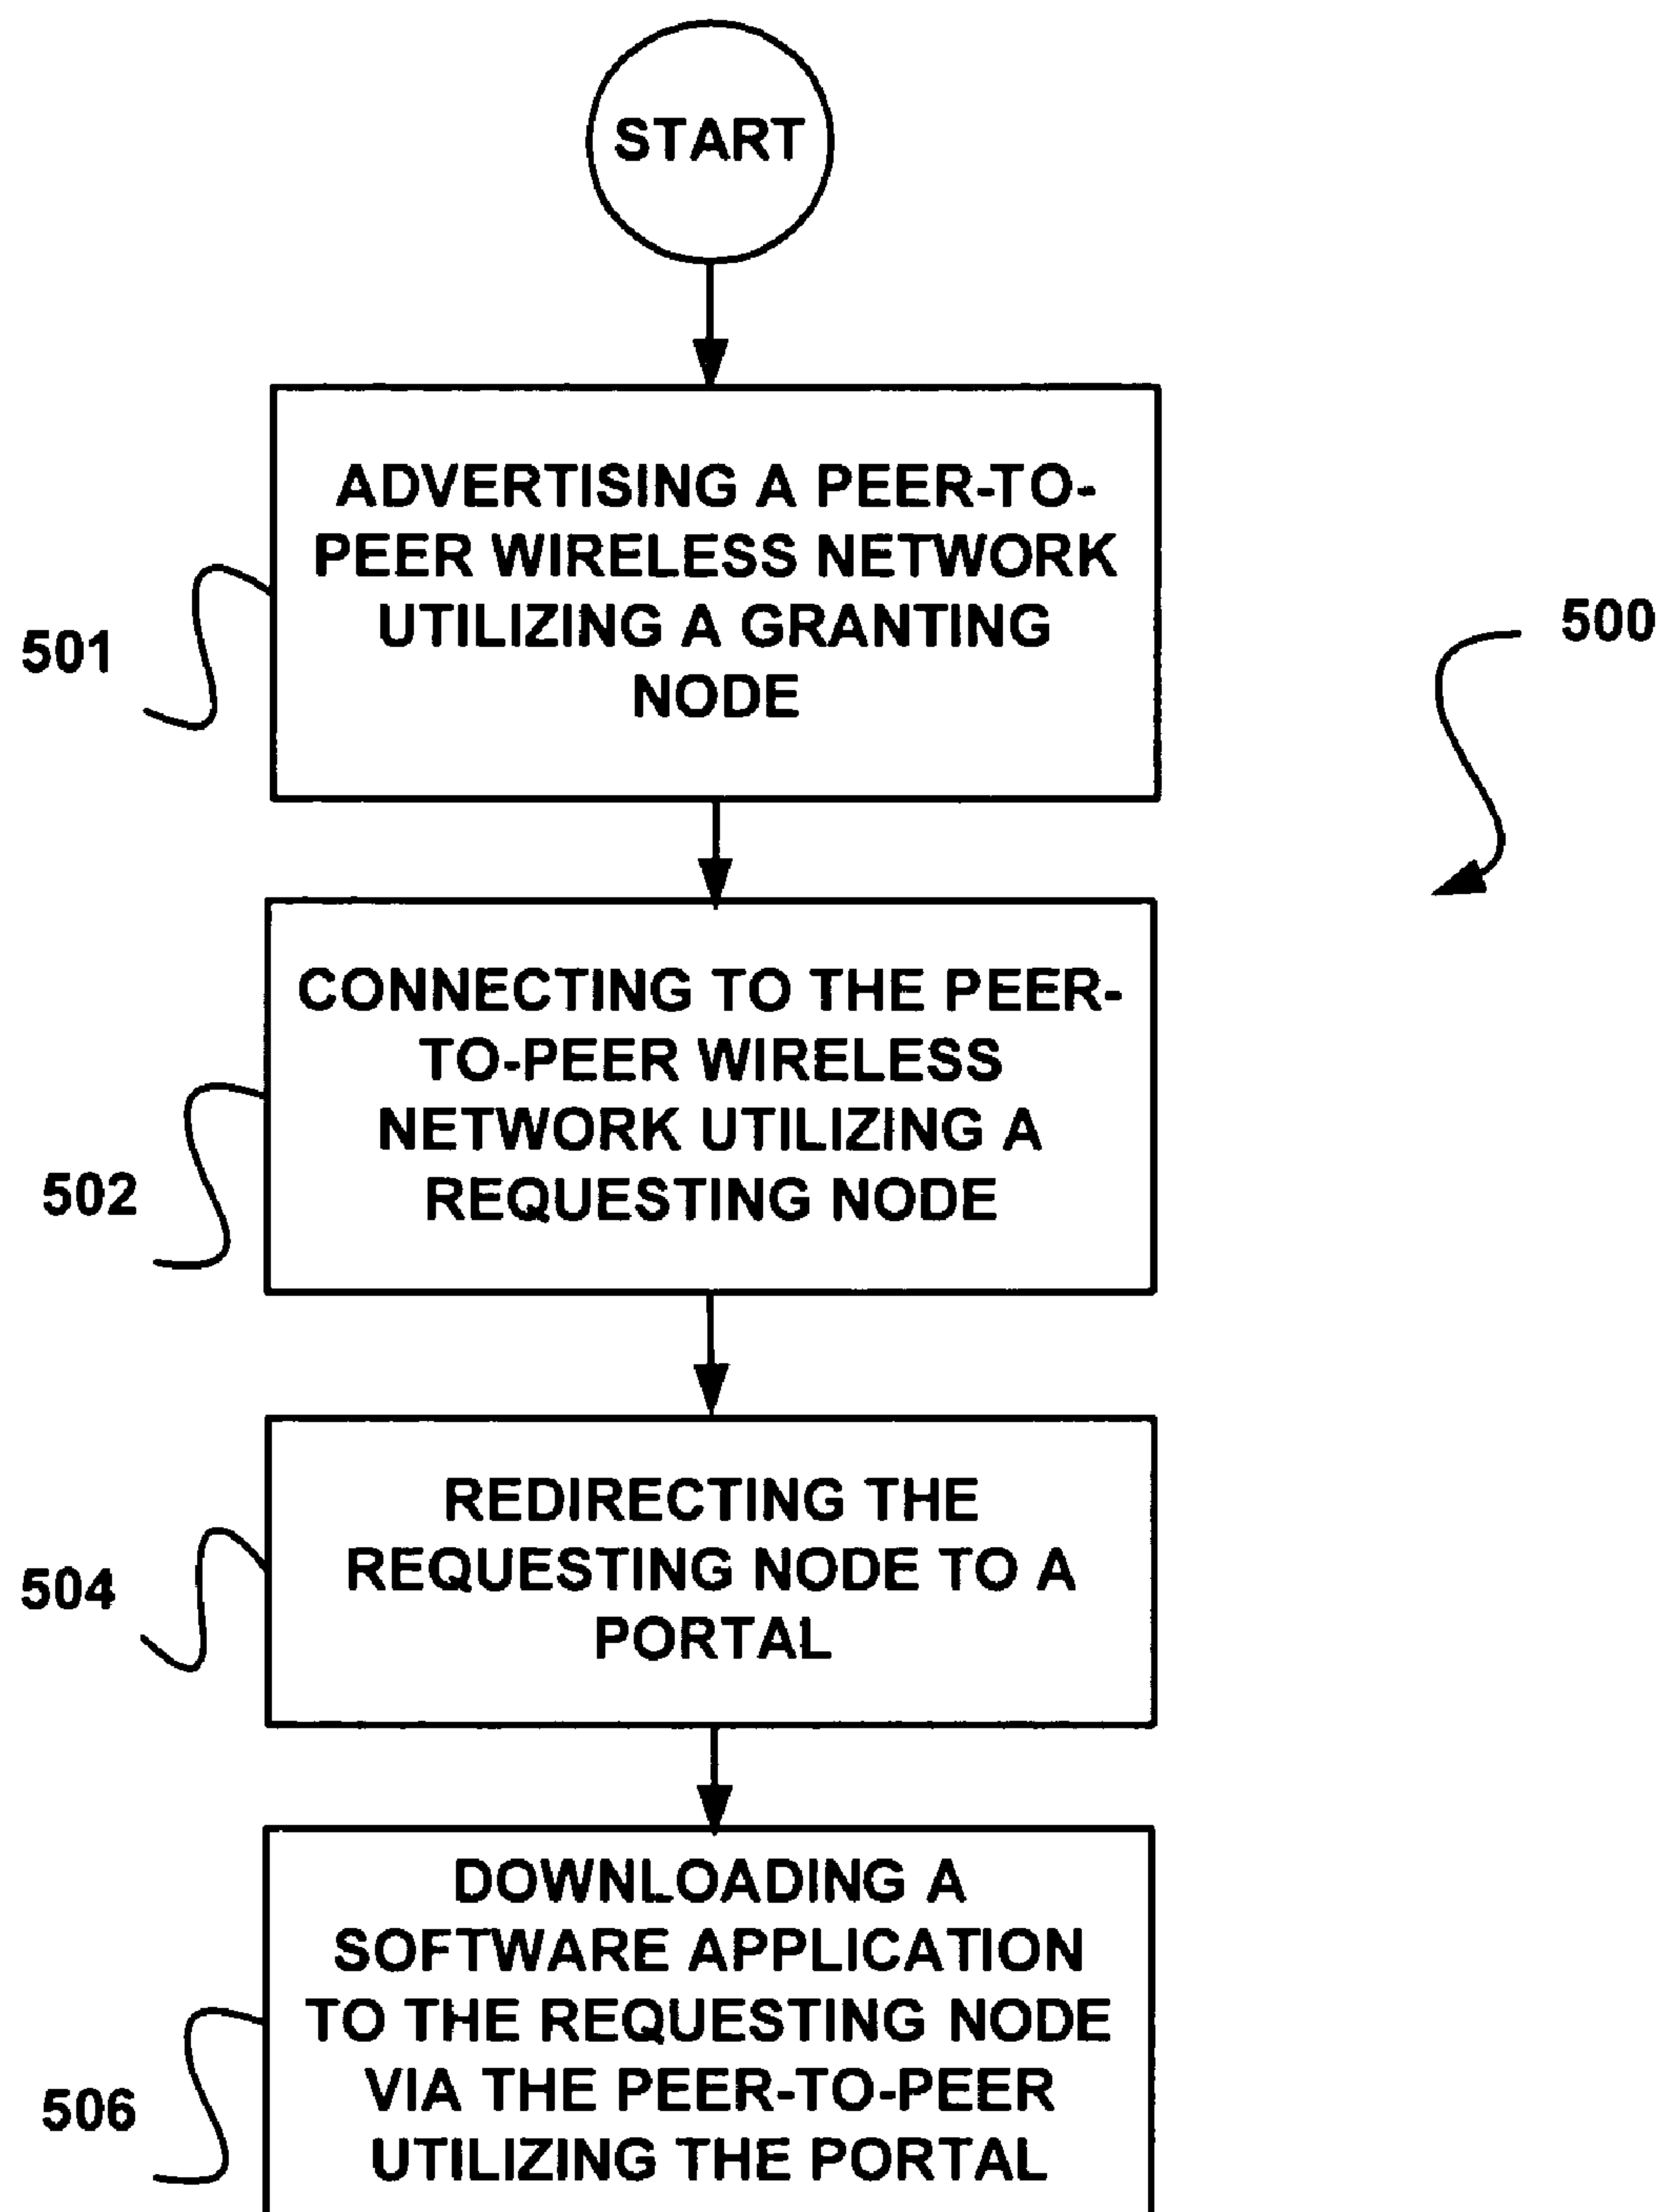 START
ADVERTISING A PEER-TO-
PEER WIRELESS NETWORK
UTILIZING A GRANTING
NODE
501
500
CONNECTING TO THE PEER-
TO-PEER WIRELESS
NETWORK UTILIZING A
REQUESTING NODE
502
REDIRECTING THE
REQUESTING NODE TO A
PORTAL
504
DOWNLOADING A
SOFTWARE APPLICATION
TO THE REQUESTING NODE
VIA THE PEER-TO-PEER
UTILIZING THE PORTAL
506